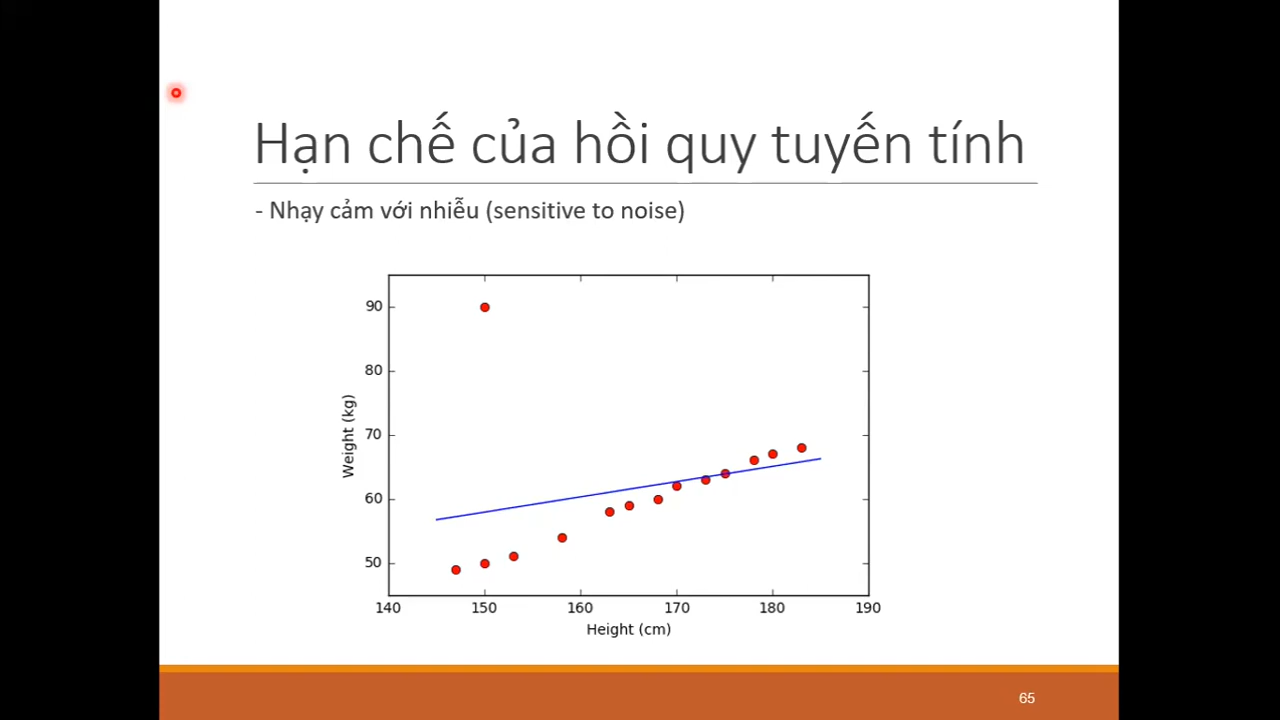 Hạn chế của hồi quy tuyến tính
- Nhạy cảm với nhiễu (sensitive to noise)
90
80
70
60
50
Weight (kg)
140 150 160 170 180 190
Height (cm)
65